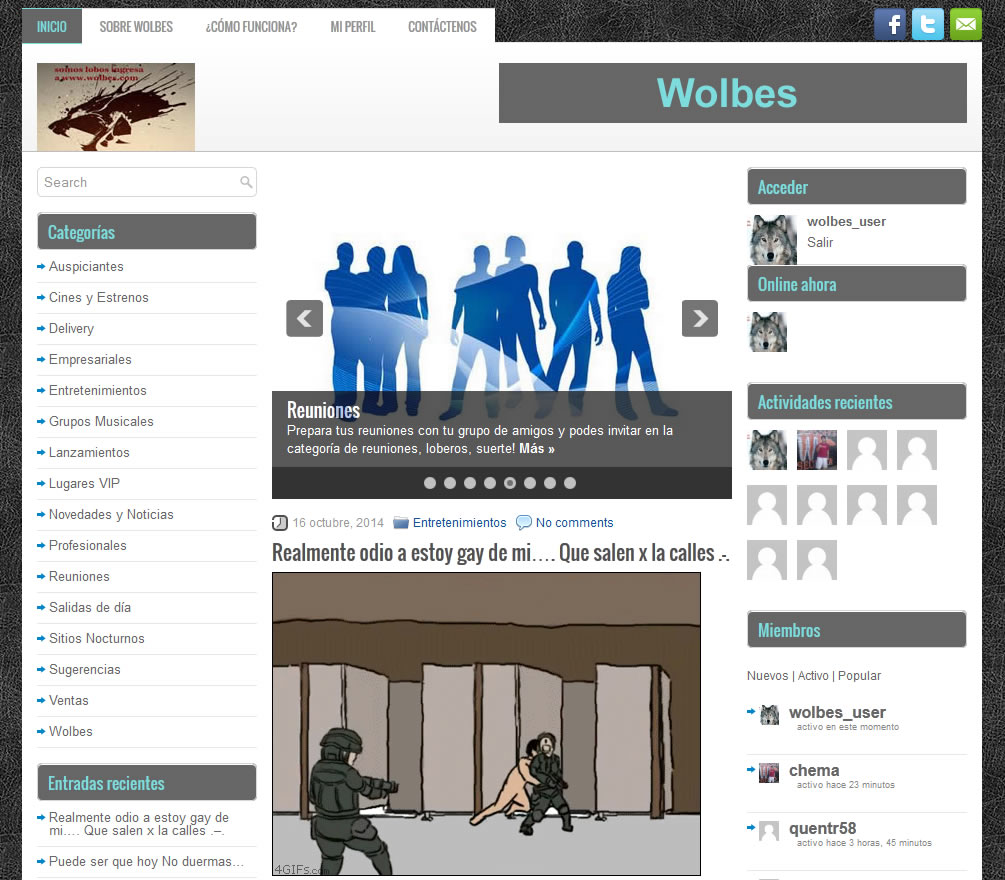 INICIO
SOBRE WOLBES
¿CÓMO FUNCIONA?
MI PERFIL
CONTÁCTENOS
somos lobos ingresa
a www.wolbes.com
Wolbes
Search
Categorías
Auspiciantes
Cines y Estrenos
Delivery
Empresariales
Entretenimientos
Grupos Musicales
Lanzamientos
Lugares VIP
Novedades y Noticias
Profesionales
Reuniones
Salidas de día
Sitios Nocturnos
Sugerencias
Ventas
Wolbes
Entradas recientes
Realmente odio a estoy gay de
mi.... Que salen x la calles .–.
Puede ser que hoy No duermas...
Reuniones
Prepara tus reuniones con tu grupo de amigos y podes invitar en la
categoría de reuniones, loberos, suerte! Más »
16 octubre, 2014
Entretenimientos
No comments
Realmente odio a estoy gay de mi.... Que salen x la calles .–.
4GIFs.com
Acceder
wolbes_user
Salir
Online ahora
Actividades recientes
Miembros
Nuevos | Activo | Popular
wolbes_user
activo en este momento
chema
activo hace 23 minutos
quentr58
activo hace 3 horas, 45 minutos